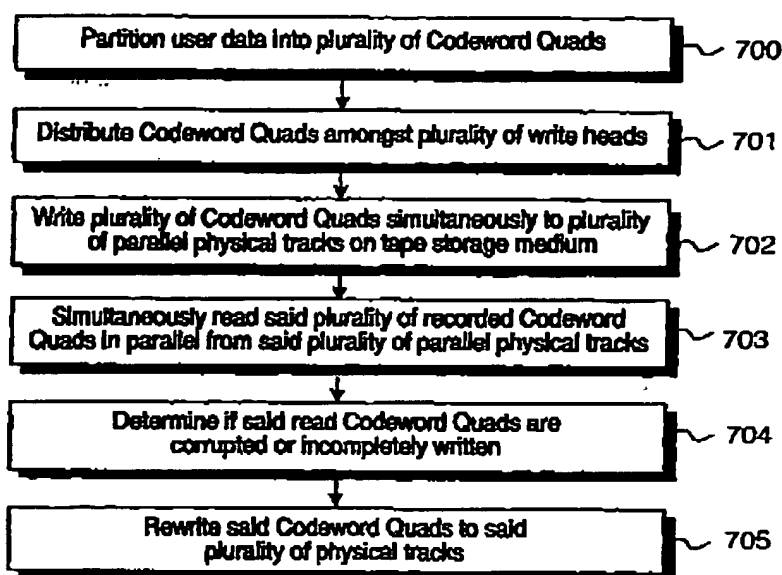 Partition user data into plurality of Codeword Quads
700
Distribute Codeword Quads amongst plurality of write heads
701
Write plurality of Codeword Quads simultaneously to plurality
of parallel physical tracks on tape storage medium
702
Simultaneously read said plurality of recorded Codeword
Quads in parallel from said plurality of parallel physical tracks
703
Determine if said read Codeword Quads are
corrupted or incompletely written
704
Rewrite said Codeword Quads to said
plurality of physical tracks
705